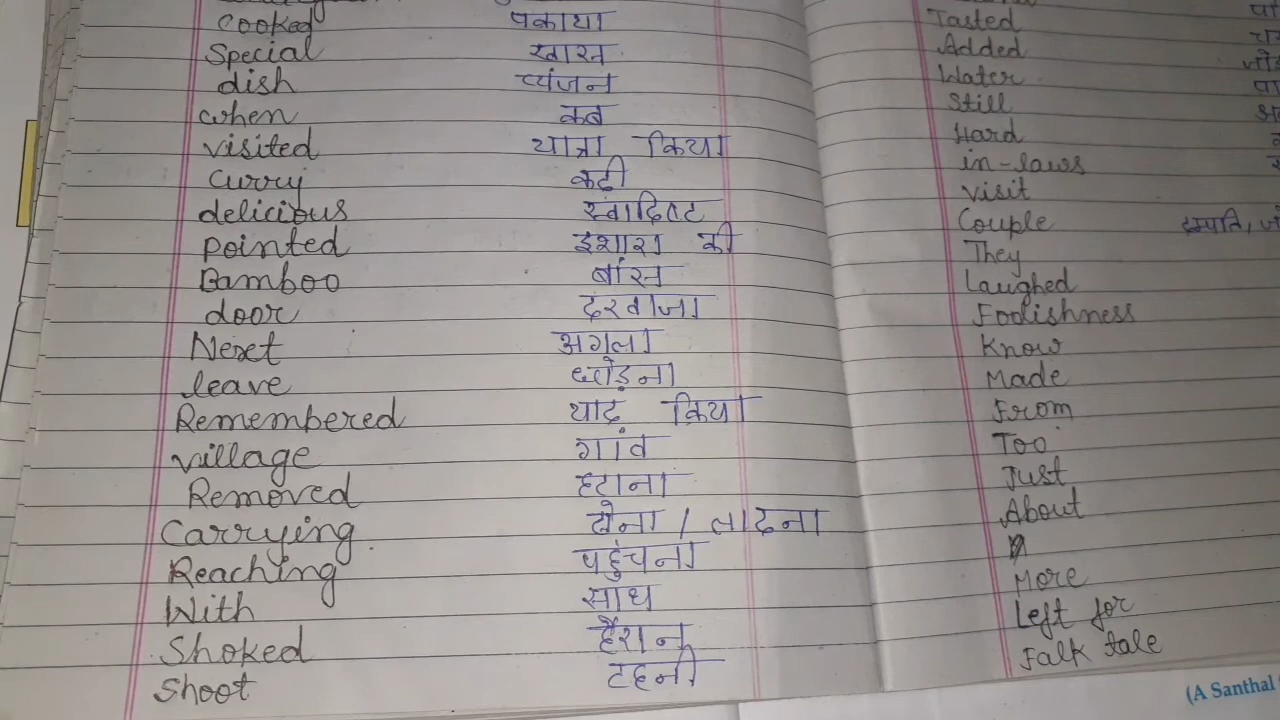 Cooked पकाया
Special खास
dish व्यंजन
when कब
visited यात्रा किया
Curry कढ़ी
delicious स्वादिष्ट
Pointed इशारा की
Bamboo बांस
door दरवाजा
Next अगला
leave छोड़ना
Remembered याद किया
village गांव
Removed हटाना
Carrying ढोना / लादना
Reaching पहुंचना
With साथ
Shoked हैरान
Shoot टहनी
Tasted
Added
Water
Still
Hard
in-laws
Visit
Couple दम्पति,
They
Laughed
Foolishness
Know
Made
From
Too
Just
About
More
Left for
Falk tale
(A Santhal